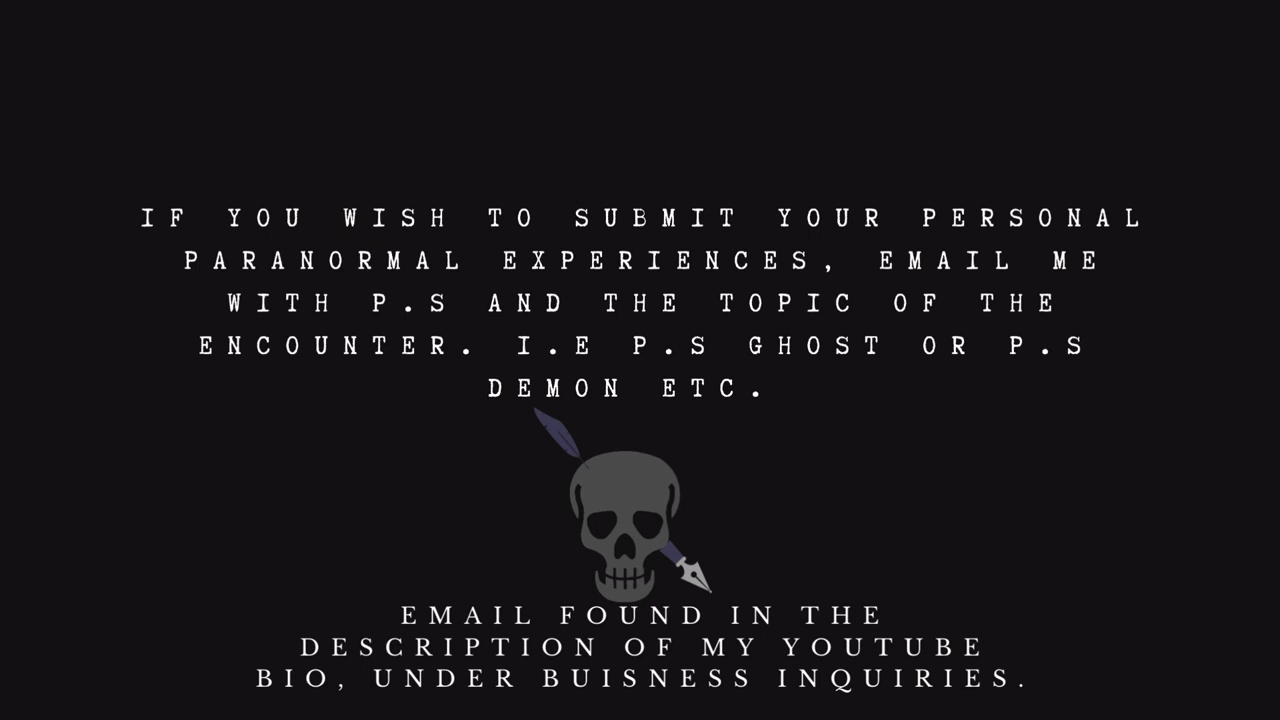 IF YOU WISH TO SUBMIT YOUR PERSONAL
PARANORMAL EXPERIENCES, EMAIL ME
WITH P.S AND THE TOPIC OF THE
ENCOUNTER. I.E P.S GHOST OR P.S
DEMON ETC.
EMAIL FOUND IN THE
DESCRIPTION OF MY YOUTUBE
BIO, UNDER BUISNESS INQUIRIES.